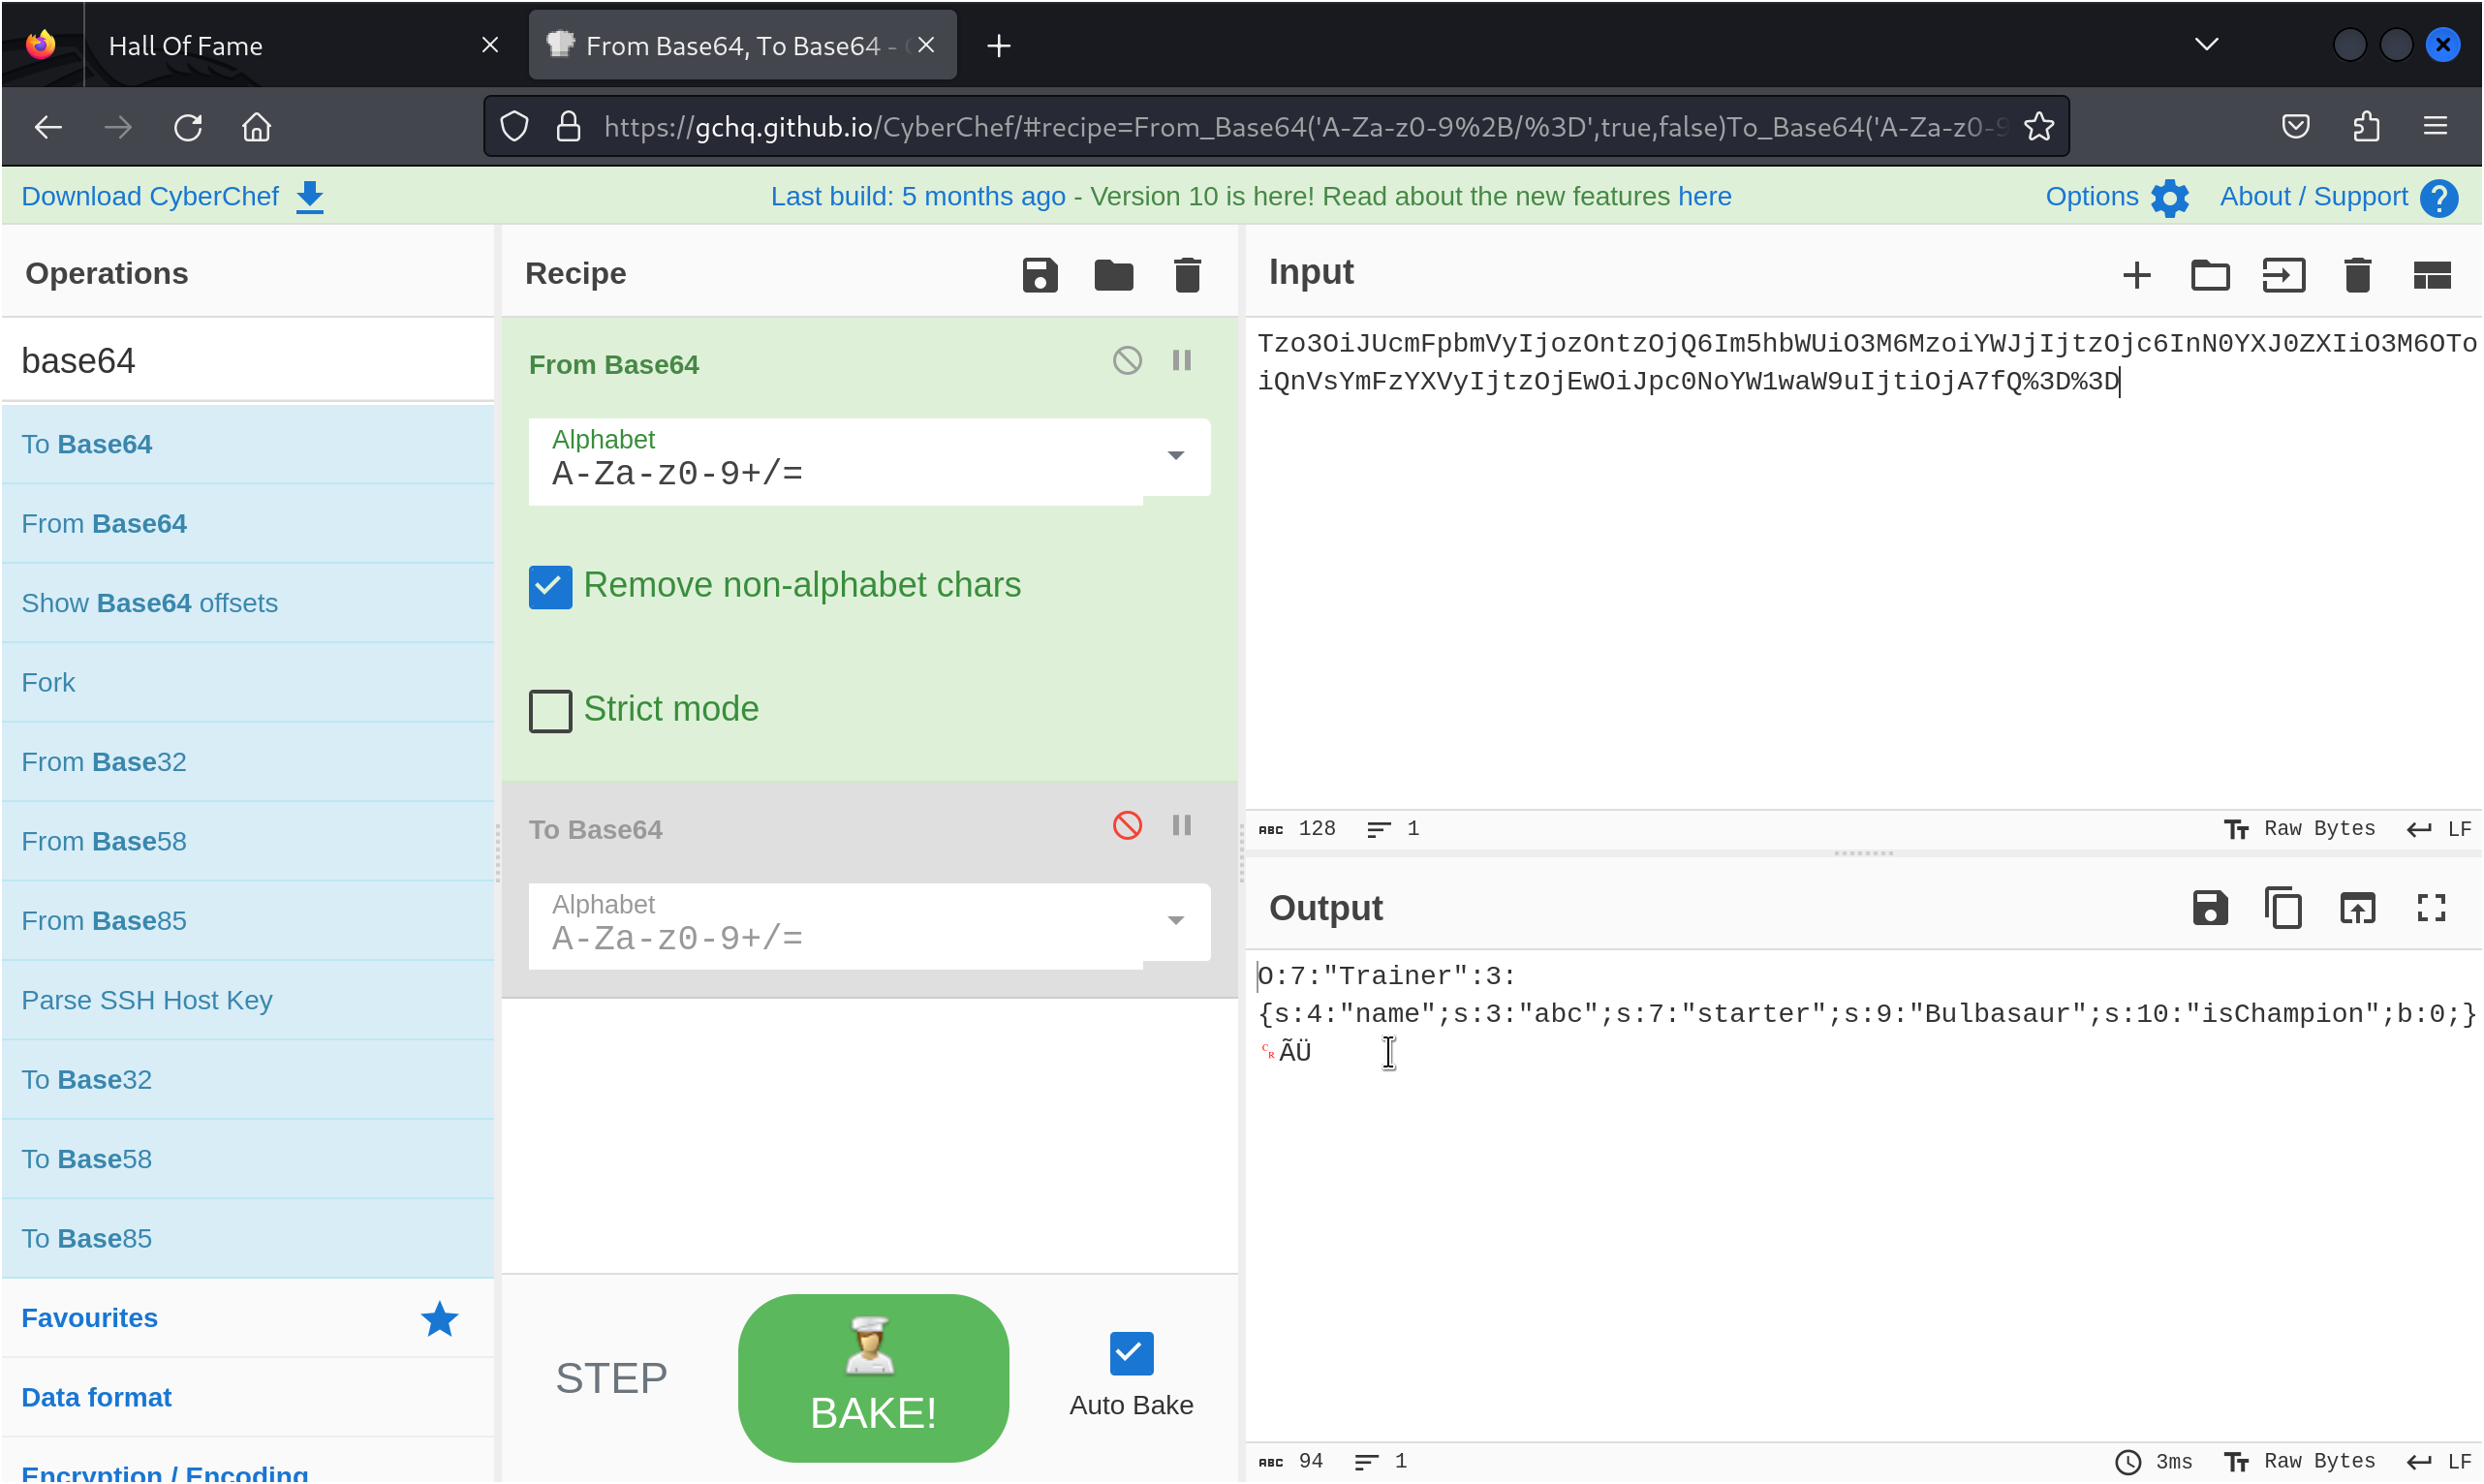 Hall Of Fame
From Base64, To Base64 -
https://gchq.github.io/CyberChef/#recipe=From_Base64('A-Za-z0-9%2B/%3D',true,false)To_Base64('A-Za-z0-9
Download CyberChef
Last build: 5 months ago - Version 10 is here! Read about the new features here
Options
About / Support
Operations
base64
To Base64
From Base64
Show Base64 offsets
Fork
From Base32
From Base58
From Base85
Parse SSH Host Key
To Base32
To Base58
To Base85
Favourites
Data format
Encryption / Encoding
Recipe
From Base64
Alphabet
A-Za-z0-9+/=
Remove non-alphabet chars
Strict mode
To Base64
Alphabet
A-Za-z0-9+/=
STEP
BAKE!
Auto Bake
Input
Tzo3OiJUcmFpbmVyIjozOntzOjQ6Im5hbWUiO3M6MzoiYWJjIjtzOjc6InN0YXJ0ZXIiO3M6OTo
iQnVsYmFzYXVyIjtzOjEwOiJpc0NoYW1waW9uIjtiOjA7fQ%3D%3D
ABC 128 1
Raw Bytes LF
Output
O:7:"Trainer":3:
{s:4:"name";s:3:"abc";s:7:"starter";s:9:"Bulbasaur";s:10:"isChampion";b:0;}
CRÃÜ
ABC 94 1
3ms Raw Bytes LF